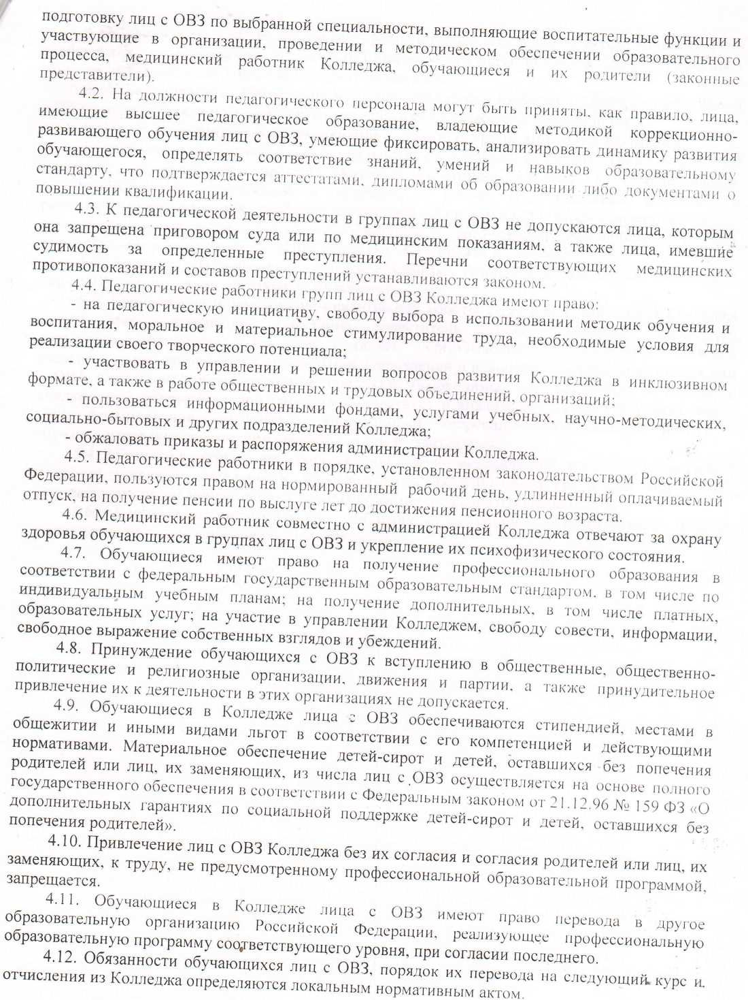 подготовку лиц с ОВЗ по выбранной специальности, выполняющие воспитательные функции и
участвующие в организации, проведении и методическом обеспечении образовательного
процесса, медицинский работник Колледжа, обучающиеся и их родители (законные
представители).
4.2. На должности педагогического персонала могут быть приняты, как правило, лица,
имеющие высшее педагогическое образование, владеющие методикой коррекционно-
развивающего обучения лиц с ОВЗ, умеющие фиксировать, анализировать динамику развития
обучающегося, определять соответствие знаний, умений и навыков образовательному
стандарту, что подтверждается аттестатами, дипломами об образовании либо документами о
повышении квалификации.
4.3. К педагогической деятельности в группах лиц с ОВЗ не допускаются лица, которым
она запрещена приговором суда или по медицинским показаниям, а также лица, имевшие
судимость за определенные преступления. Перечни соответствующих медицинских
противопоказаний и составов преступлений устанавливаются законом.
4.4. Педагогические работники групп лиц с ОВЗ Колледжа имеют право:
- на педагогическую инициативу, свободу выбора в использовании методик обучения и
воспитания, моральное и материальное стимулирование труда, необходимые условия для
реализации своего творческого потенциала;
- участвовать в управлении и решении вопросов развития Колледжа в инклюзивном
формате, а также в работе общественных и трудовых объединений, организаций;
- пользоваться информационными фондами, услугами учебных, научно-методических,
социально-бытовых и других подразделений Колледжа;
- обжаловать приказы и распоряжения администрации Колледжа.
4.5. Педагогические работники в порядке, установленном законодательством Российской
Федерации, пользуются правом на нормированный рабочий день, удлинненный оплачиваемый
отпуск, на получение пенсии по выслуге лет до достижения пенсионного возраста.
4.6. Медицинский работник совместно с администрацией Колледжа отвечают за охрану
здоровья обучающихся в группах лиц с ОВЗ и укрепление их психофизического состояния.
4.7. Обучающиеся имеют право на получение профессионального образования в
соответствии с федеральным государственным образовательным стандартом, в том числе по
индивидуальным учебным планам; на получение дополнительных, в том числе платных,
образовательных услуг; на участие в управлении Колледжем, свободу совести, информации,
свободное выражение собственных взглядов и убеждений.
4.8. Принуждение обучающихся с ОВЗ к вступлению в общественные, общественно-
политические и религиозные организации, движения и партии, а также принудительное
привлечение их к деятельности в этих организациях не допускается.
4.9. Обучающиеся в Колледже лица с ОВЗ обеспечиваются стипендией, местами в
общежитии и иными видами льгот в соответствии с его компетенцией и действующими
нормативами. Материальное обеспечение детей-сирот и детей, оставшихся без попечения
родителей или лиц, их заменяющих, из числа лиц с ОВЗ осуществляется на основе полного
государственного обеспечения в соответствии с Федеральным законом от 21.12.96 № 159 ФЗ «О
дополнительных гарантиях по социальной поддержке детей-сирот и детей, оставшихся без
попечения родителей».
4.10. Привлечение лиц с ОВЗ Колледжа без их согласия и согласия родителей или лиц, их
заменяющих, к труду, не предусмотренному профессиональной образовательной программой,
запрещается.
4.11. Обучающиеся в Колледже лица с ОВЗ имеют право перевода в другое
образовательную организацию Российской Федерации, реализующее профессиональную
образовательную программу соответствующего уровня, при согласии последнего.
4.12. Обязанности обучающихся лиц с ОВЗ, порядок их перевода на следующий курс и
отчисления из Колледжа определяются локальным нормативным актом.